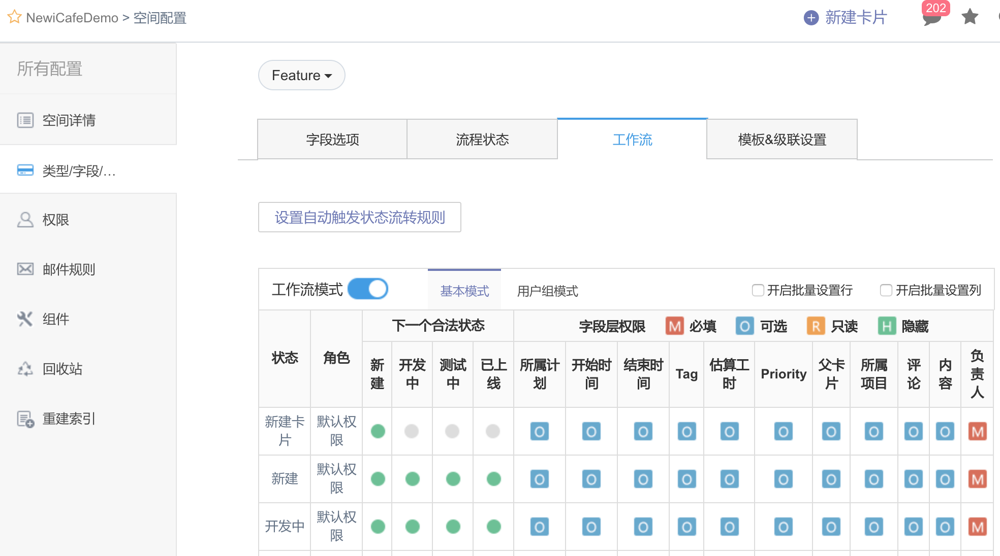 NewiCafeDemo > 空间配置
新建卡片
202
所有配置
空间详情
类型/字段/...
权限
邮件规则
组件
回收站
重建索引
Feature
字段选项 流程状态 工作流 模板&级联设置
设置自动触发状态流转规则
工作流模式 基本模式 用户组模式 开启批量设置行 开启批量设置列
状态 角色 下一个合法状态 字段层权限 M 必填 O 可选 R 只读 H 隐藏
新建 开发中 测试中 已上线 所属计划 开始时间 结束时间 Tag 估算工时 Priority 父卡片 所属项目 评论 内容 负责人
新建卡片 默认权限 O O O O O O O O O O M
新建 默认权限 O O O O O O O O O O M
开发中 默认权限 O O O O O O O O O O M